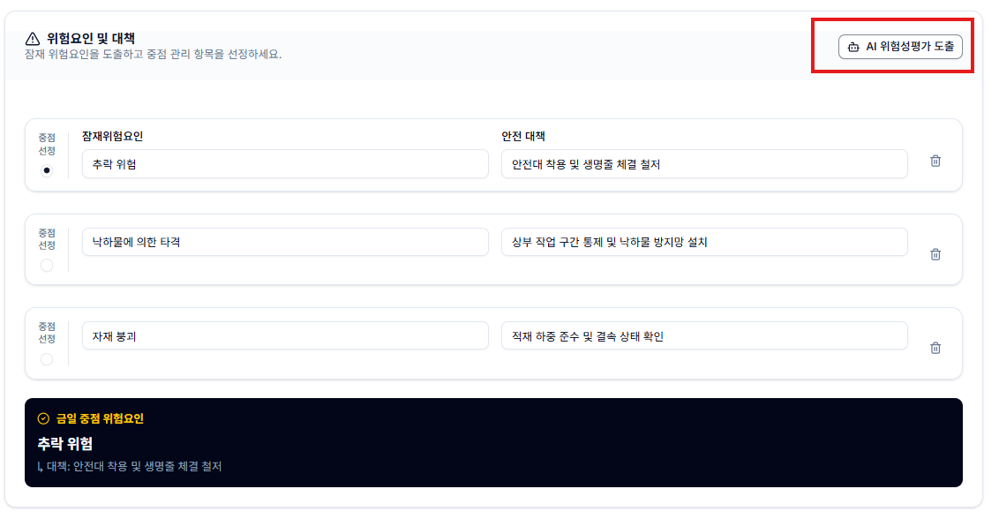 위험요인 및 대책
잠재 위험요인을 도출하고 중점 관리 항목을 선정하세요.
AI 위험성평가 도출
중점
선정
잠재위험요인
안전 대책
추락 위험
안전대 착용 및 생명줄 체결 철저
중점
선정
낙하물에 의한 타격
상부 작업 구간 통제 및 낙하물 방지망 설치
중점
선정
자재 붕괴
적재 하중 준수 및 결속 상태 확인
금일 중점 위험요인
추락 위험
↳ 대책: 안전대 착용 및 생명줄 체결 철저